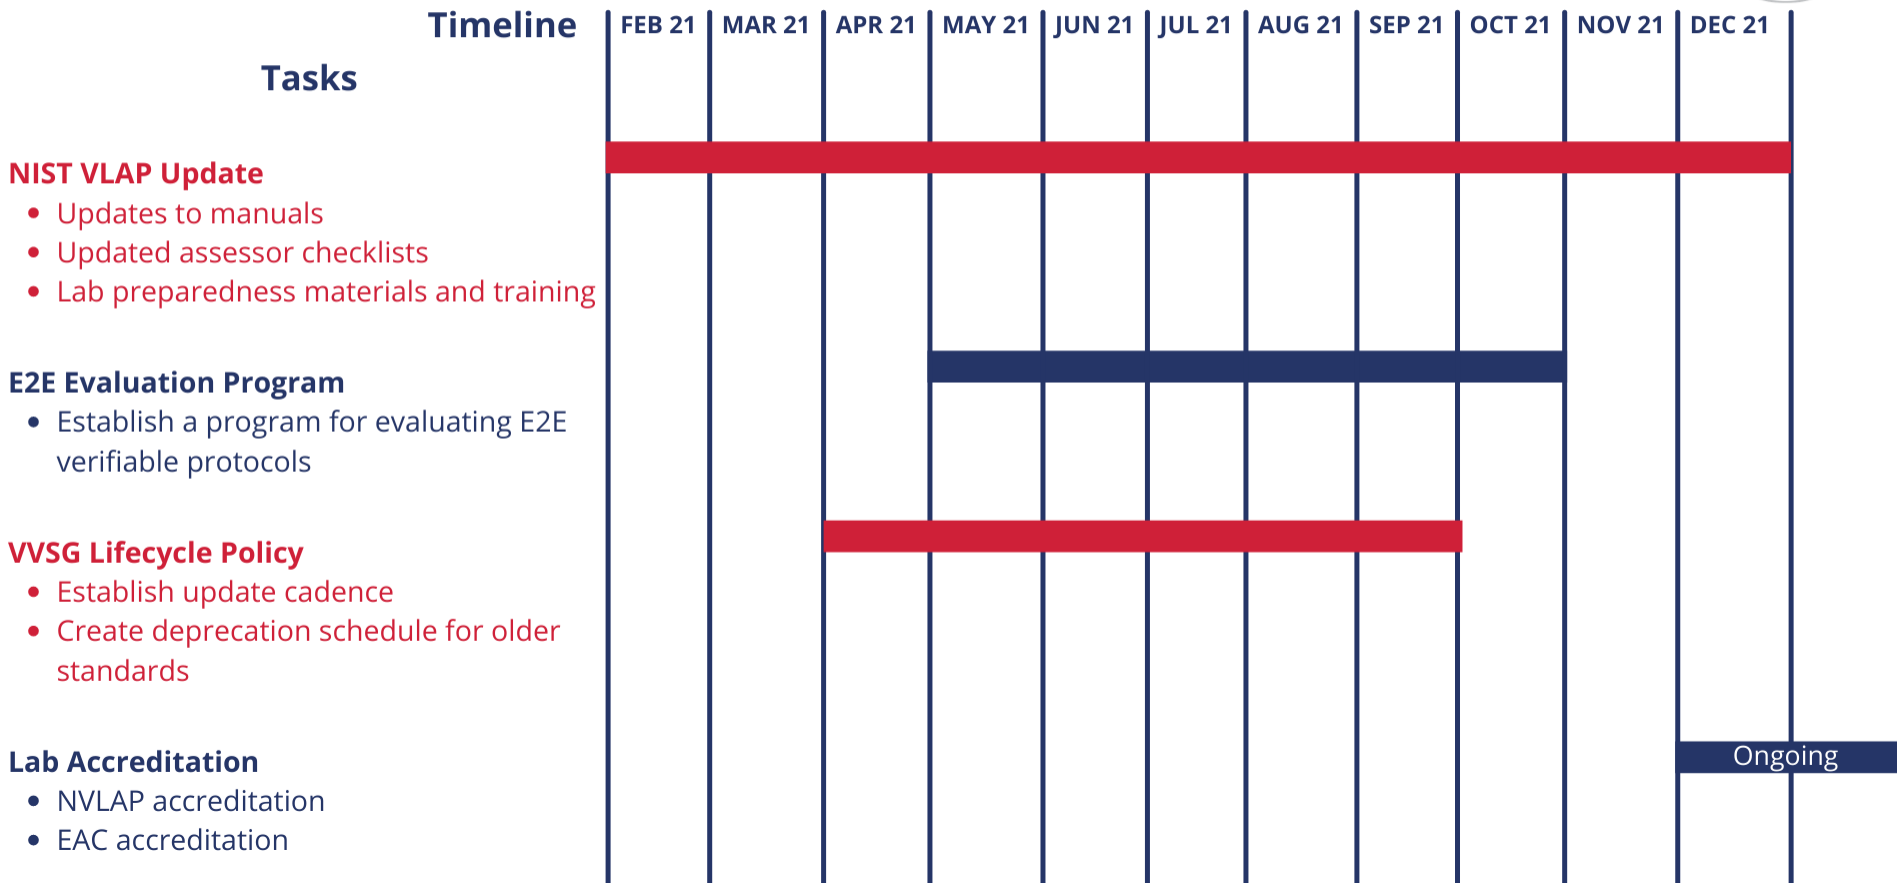 Timeline FEB 21 MAR 21 APR 21 MAY 21 JUN 21 JUL 21 AUG 21 SEP 21 OCT 21 NOV 21 DEC 21
Tasks
NIST VLAP Update
• Updates to manuals
• Updated assessor checklists
• Lab preparedness materials and training
E2E Evaluation Program
• Establish a program for evaluating E2E
verifiable protocols
VVSG Lifecycle Policy
• Establish update cadence
• Create deprecation schedule for older
standards
Lab Accreditation
Ongoing
• NVLAP accreditation
• EAC accreditation